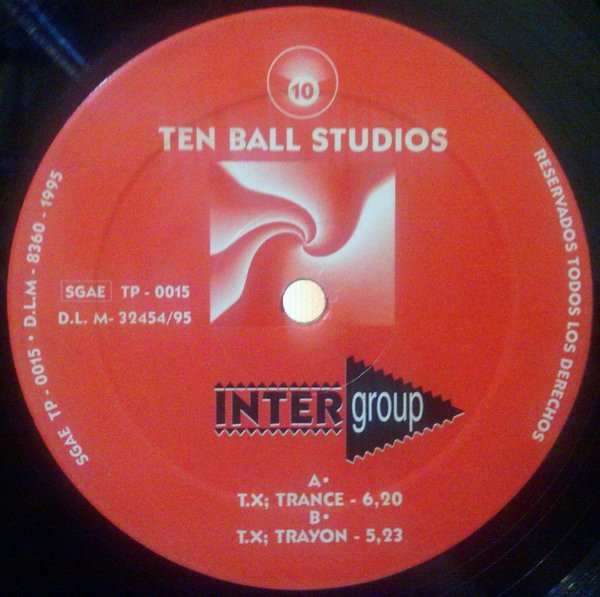 10
TEN BALL STUDIOS
SGAE TP - 0015
D.L. M- 32454/95
SGAE TP - 0015 • D.L.M - 8360 - 1995
RESERVADOS TODOS LOS DERECHOS
INTER group
A•
T.X; TRANCE - 6,20
B•
T.X; TRAYON - 5,23